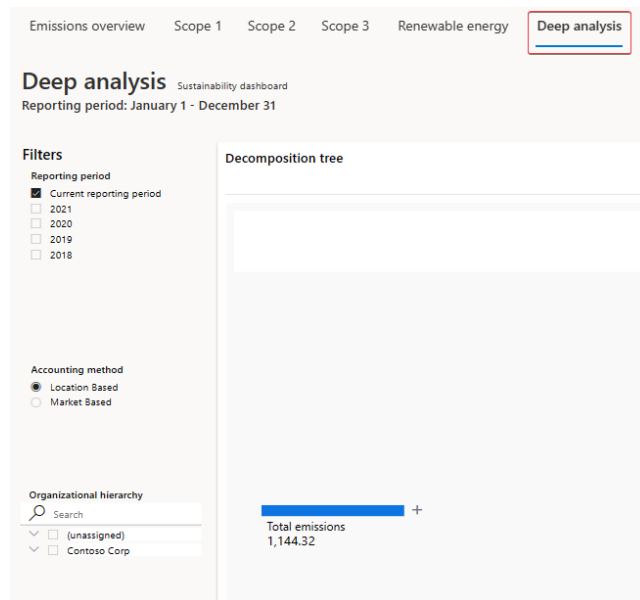 Emissions overview Scope 1 Scope 2 Scope 3 Renewable energy Deep analysis
Deep analysis Sustainability dashboard
Reporting period: January 1 - December 31
Filters
Reporting period
Current reporting period
2021
2020
2019
2018
Accounting method
Location Based
Market Based
Organizational hierarchy
Search
(unassigned)
Contoso Corp
Decomposition tree
Total emissions
1,144.32